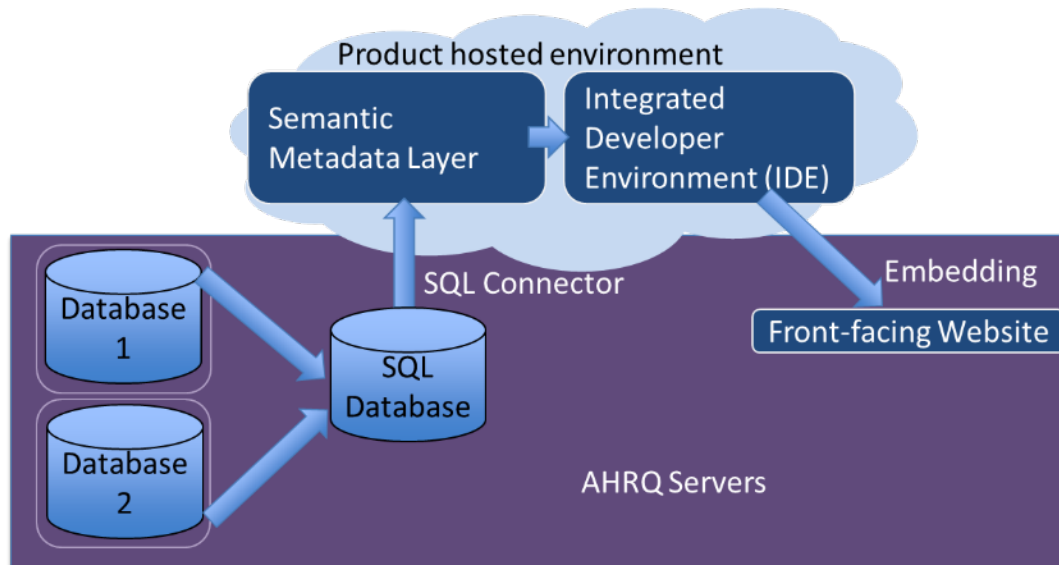 Product hosted environment
Semantic
Metadata Layer
Integrated
Developer
Environment (IDE)
SQL Connector
Embedding
Database
1
Front-facing Website
SQL
Database
Database
2
AHRQ Servers